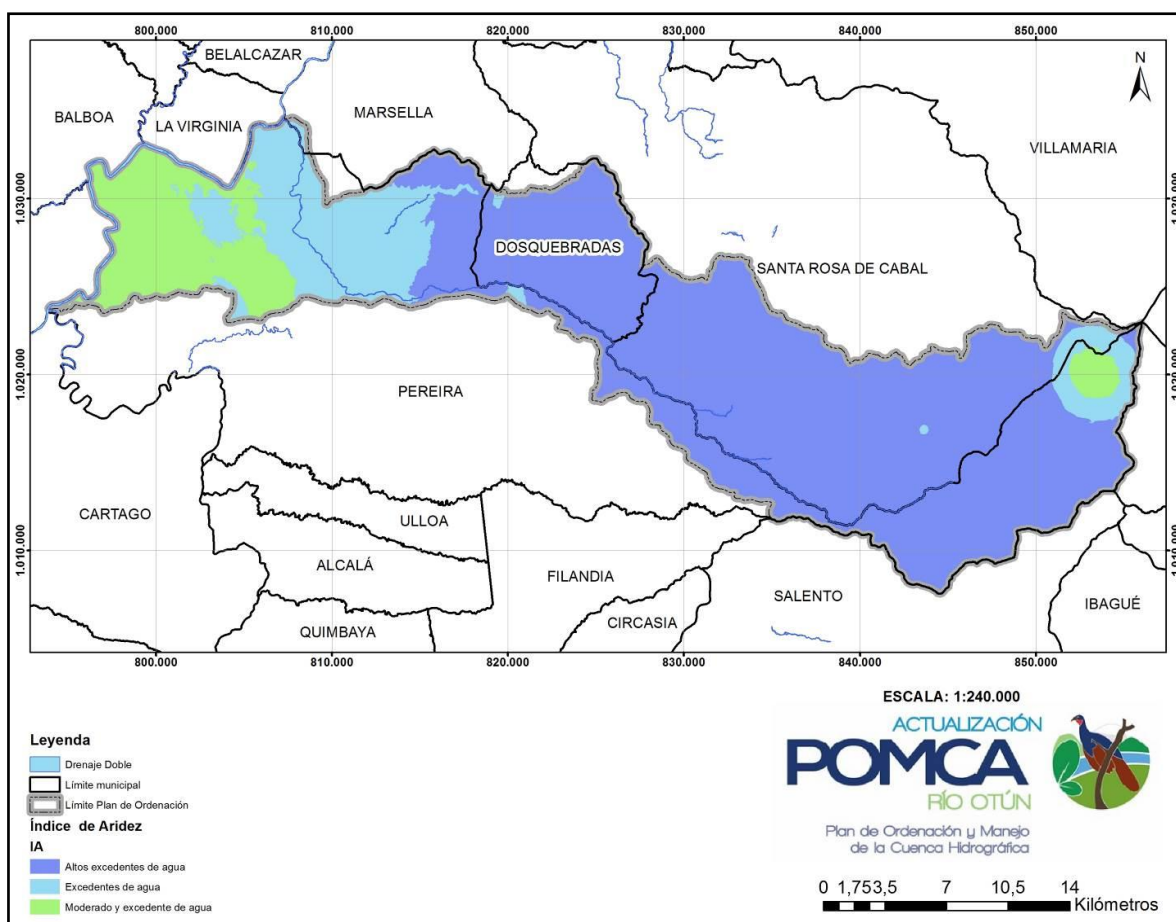 800.000 810.000 820.000 830.000 840.000 850.000
BELALCAZAR
N
BALBOA
LA VIRGINIA
MARSELLA
VILLAMARIA
1.030.000
1.030.000
DOSQUEBRADAS
SANTA ROSA DE CABAL
1.020.000
1.020.000
PEREIRA
CARTAGO
ULLOA
1.010.000
1.010.000
ALCALÁ
FILANDIA
SALENTO
IBAGUÉ
QUIMBAYA
CIRCASIA
800.000 810.000 820.000 830.000 840.000 850.000
ESCALA: 1:240.000
Leyenda
Drenaje Doble
Límite municipal
Límite Plan de Ordenación
Índice de Aridez
IA
Altos excedentes de agua
Excedentes de agua
Moderado y excedente de agua
ACTUALIZACIÓN
POMCA
RÍO OTÚN
Plan de Ordenación y Manejo
de la Cuenca Hidrográfica
0 1,75 3,5 7 10,5 14
Kilómetros